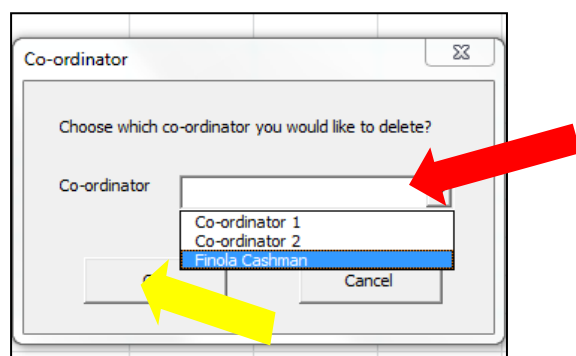 Co-ordinator
Choose which co-ordinator you would like to delete?
Co-ordinator
Co-ordinator 1
Co-ordinator 2
Finola Cashman
Cancel